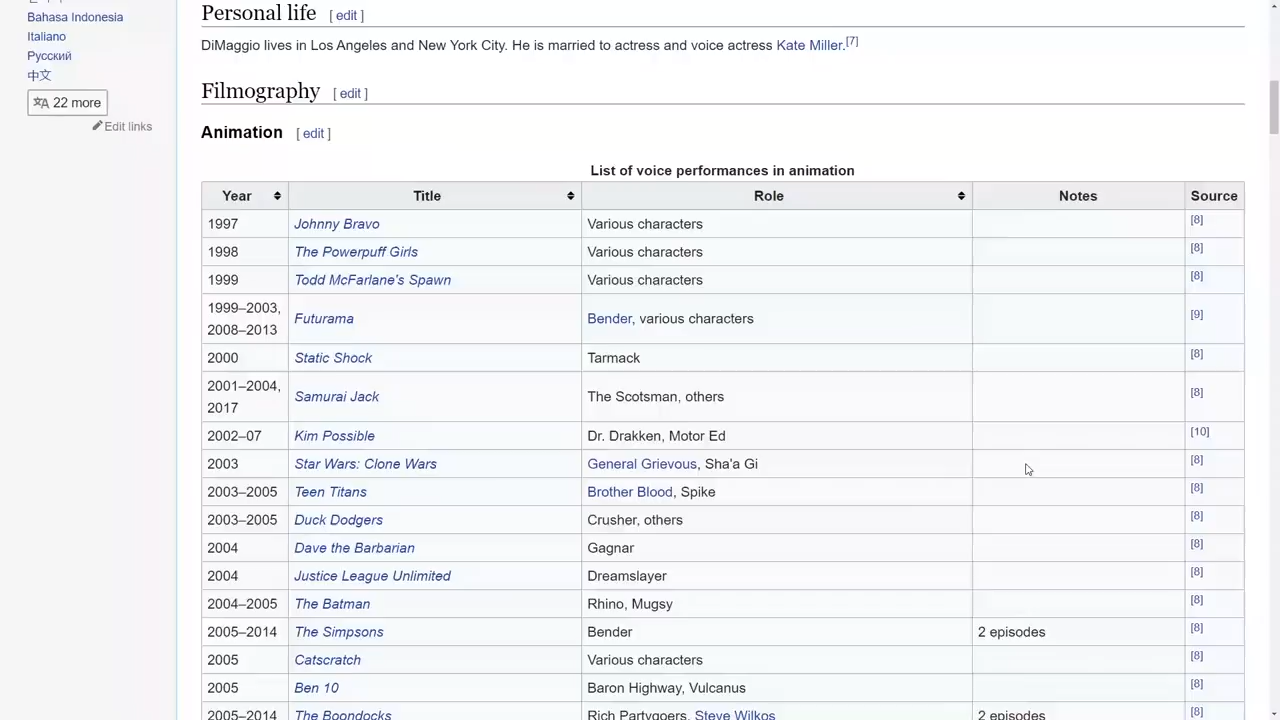 Bahasa Indonesia
Italiano
Русский
中文
22 more
Edit links
Personal life [ edit ]
DiMaggio lives in Los Angeles and New York City. He is married to actress and voice actress Kate Miller.[7]
Filmography [ edit ]
Animation [ edit ]
List of voice performances in animation
Year Title Role Notes Source
1997 Johnny Bravo Various characters [8]
1998 The Powerpuff Girls Various characters [8]
1999 Todd McFarlane's Spawn Various characters [8]
1999–2003,
2008–2013 Futurama Bender, various characters [9]
2000 Static Shock Tarmack [8]
2001–2004,
2017 Samurai Jack The Scotsman, others [8]
2002–07 Kim Possible Dr. Drakken, Motor Ed [10]
2003 Star Wars: Clone Wars General Grievous, Sha'a Gi [8]
2003–2005 Teen Titans Brother Blood, Spike [8]
2003–2005 Duck Dodgers Crusher, others [8]
2004 Dave the Barbarian Gagnar [8]
2004 Justice League Unlimited Dreamslayer [8]
2004–2005 The Batman Rhino, Mugsy [8]
2005–2014 The Simpsons Bender 2 episodes [8]
2005 Catscratch Various characters [8]
2005 Ben 10 Baron Highway, Vulcanus [8]
2005–2014 The Boondocks Rich Partygoers, Steve Wilkos 2 episodes [8]